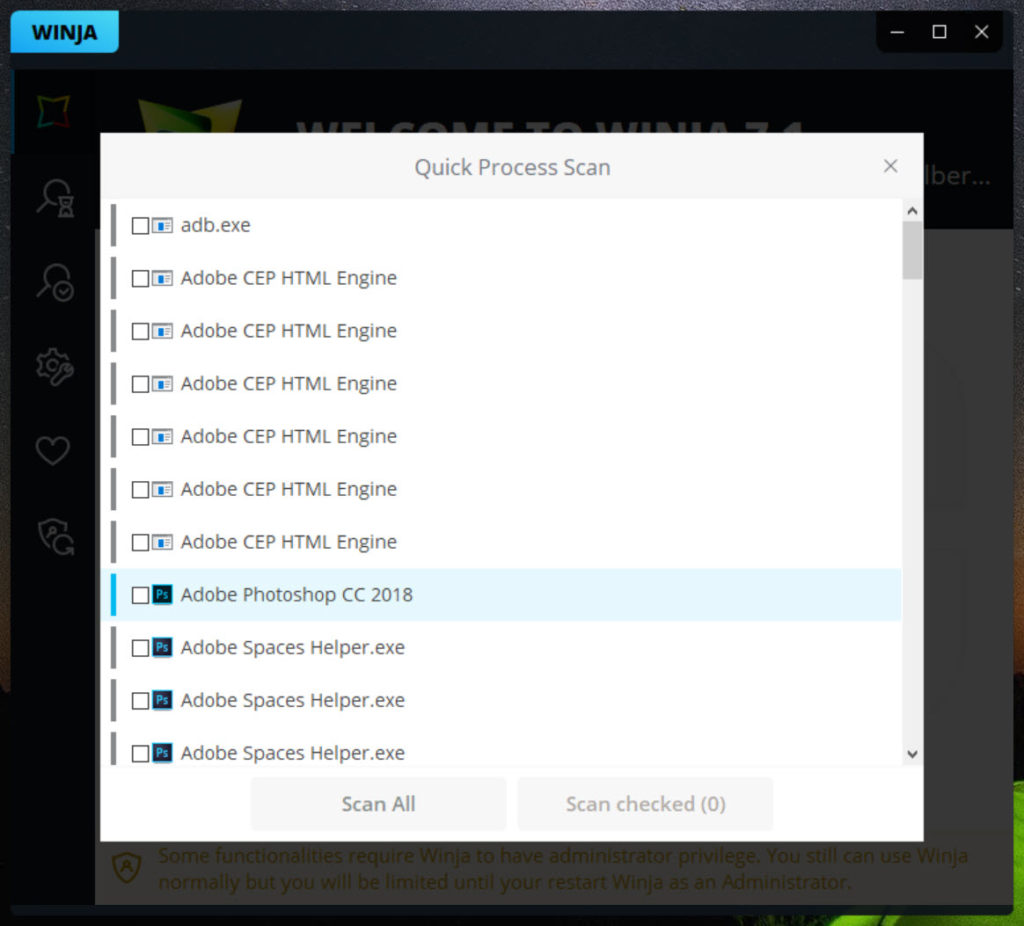 WINJA
WELCOME TO WINJA 7.1
lber...
Quick Process Scan
adb.exe
Adobe CEP HTML Engine
Adobe CEP HTML Engine
Adobe CEP HTML Engine
Adobe CEP HTML Engine
Adobe CEP HTML Engine
Adobe CEP HTML Engine
Ps Adobe Photoshop CC 2018
Ps Adobe Spaces Helper.exe
Ps Adobe Spaces Helper.exe
Ps Adobe Spaces Helper.exe
Scan All
Scan checked (0)
Some functionalities require Winja to have administrator privilege. You still can use Winja
normally but you will be limited until your restart Winja as an Administrator.